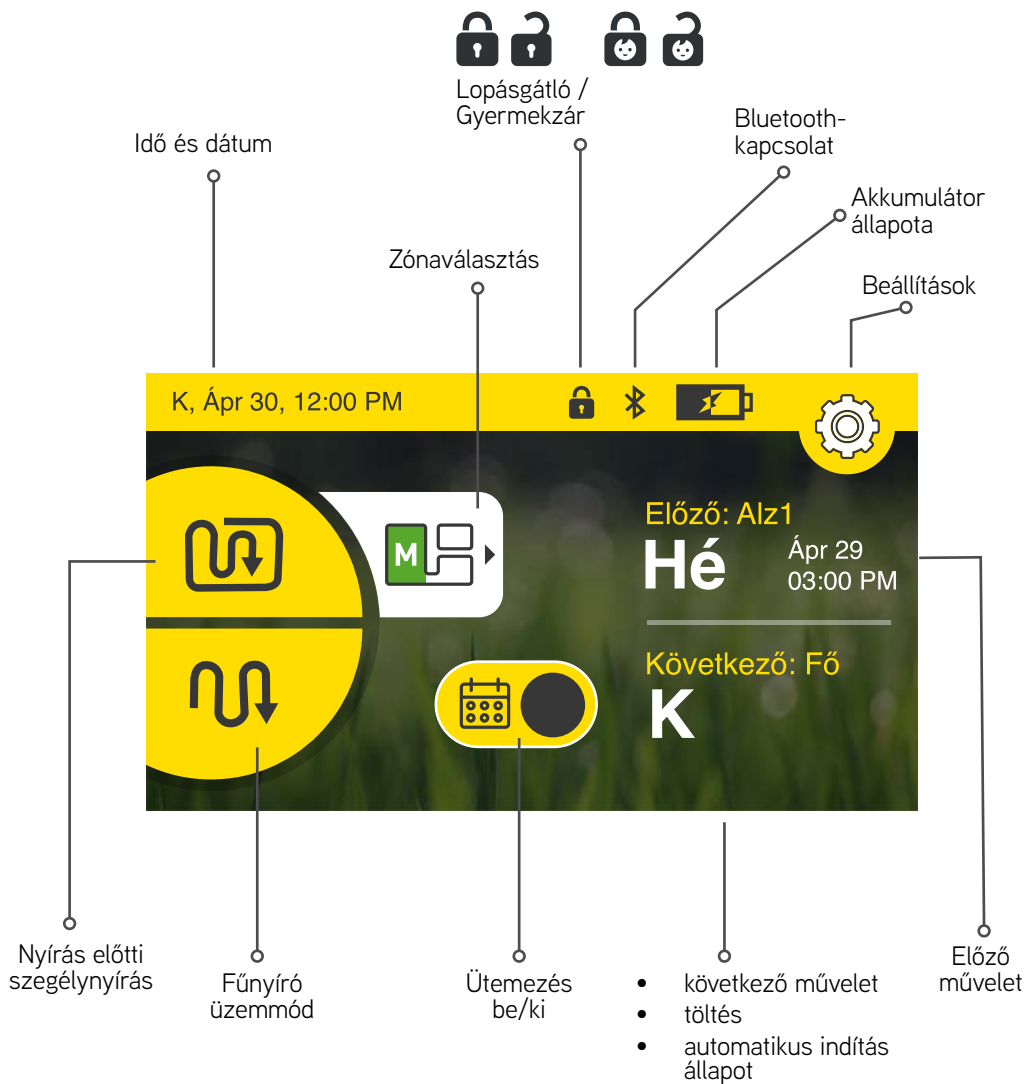 Lopásgátló /
Gyermekzár
Bluetooth-
kapcsolat
Idő és dátum
Akkumulátor
állapota
Zónaválasztás
Beállítások
K, Ápr 30, 12:00 PM
Előző: Alz1
Hé
Ápr 29
03:00 PM
M
Következő: Fő
K
Nyírás előtti
szegélynyírás
Fűnyíró
üzemmód
Ütemezés
be/ki
• következő művelet
• töltés
• automatikus indítás
állapot
Előző
művelet